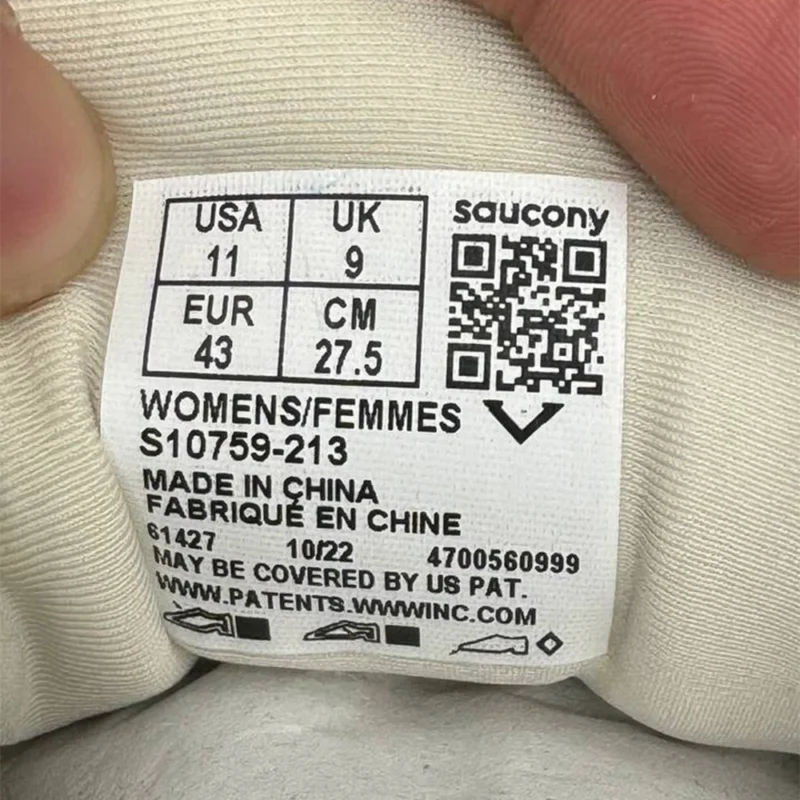 USA UK
11 9
EUR CM
43 27.5
saucony
WOMENS/FEMMES
S10759-213
MADE IN CHINA
FABRIQUÉ EN CHINE
61427 10/22 4700560999
MAY BE COVERED BY US PAT.
WWW.PATENTS.WWWINC.COM